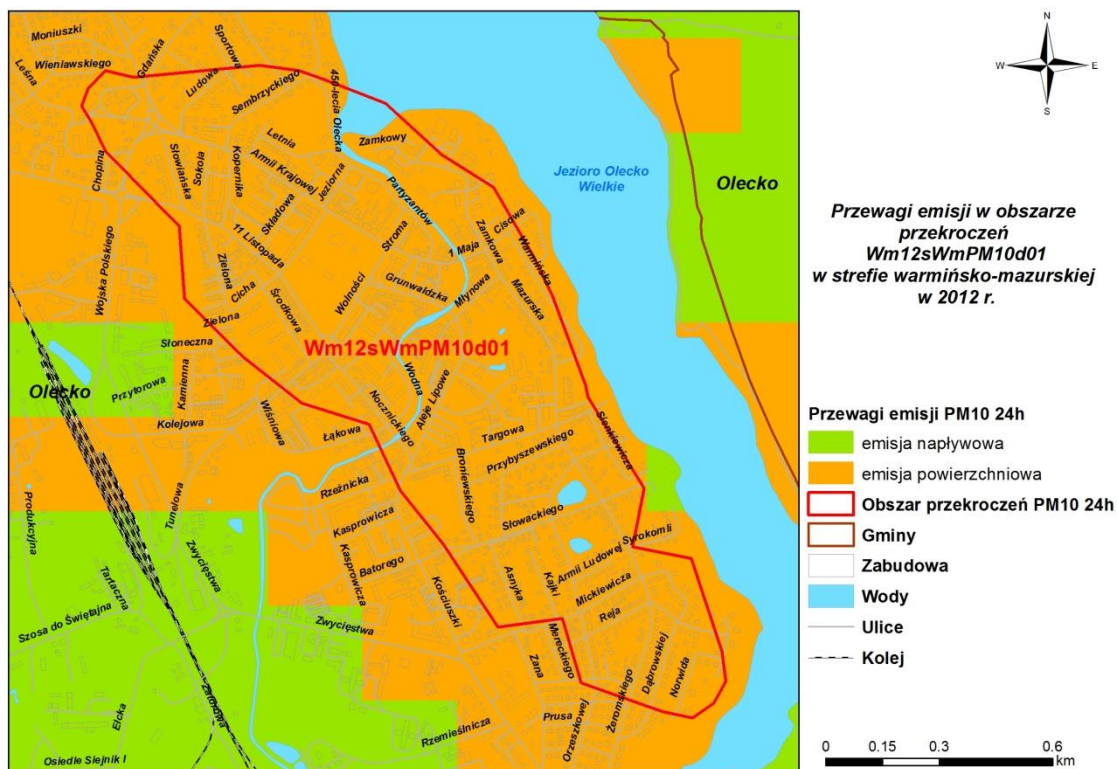 Moniuszki
Wieniawskiego
Leśna
Gdańska
Sportowa
Ludowa
Sembrzyckiego
450-lecia Olecka
Zamkowy
Letnia
Armii Krajowej
Jeziorna
Chopina
Słowiańska
Sokola
Kopernika
Składowa
11 Listopada
Partyzantów
Stroma
1 Maja
Zamkowa
Cisowa
Warmińska
Jezioro Olecko
Wielkie
Olecko
Wojska Polskiego
Zielona
Cicha
Środkowa
Wolności
Grunwaldzka
Młynowa
Mazurska
Zielona
Słoneczna
Wm12sWmPM10d01
Olecko
Przytorowa
Kamienna
Kolejowa
Wiśniowa
Łąkowa
Nocznickiego
Wodna
Aleje Lipowe
Targowa
Przybyszewskiego
Sienkiewicza
Broniewskiego
Rzeźnicka
Produkcyjna
Tunelowa
Kasprowicza
Kasprowicza
Batorego
Słowackiego
Syrokomli
Armii Ludowej
Zwycięstwa
Tartaczna
Kościuszki
Asnyka
Kajki
Mickiewicza
Reja
Szosa do Świętajna
Zwycięstwa
Mereckiego
Zana
Dąbrowskiej
Norwida
Żeromskiego
Ełcka
Zatorowa
Prusa
Orzeszkowej
Rzemieślnicza
Osiedle Siejnik I
N
W
E
S
Przewagi emisji w obszarze
przekroczeń
Wm12sWmPM10d01
w strefie warmińsko-mazurskiej
w 2012 r.
Przewagi emisji PM10 24h
emisja napływowa
emisja powierzchniowa
Obszar przekroczeń PM10 24h
Gminy
Zabudowa
Wody
Ulice
Kolej
0 0.15 0.3 0.6
km